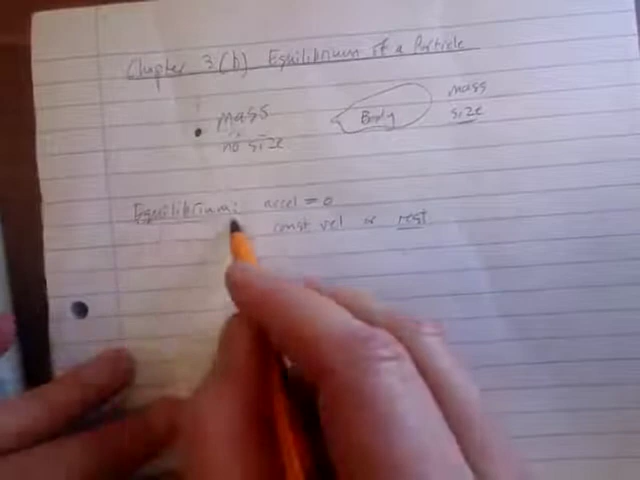 Chapter 3(b) Equilibrium of a Particle
mass
no size
Body
mass
size
Equilibrium: accel = 0
const vel or rest